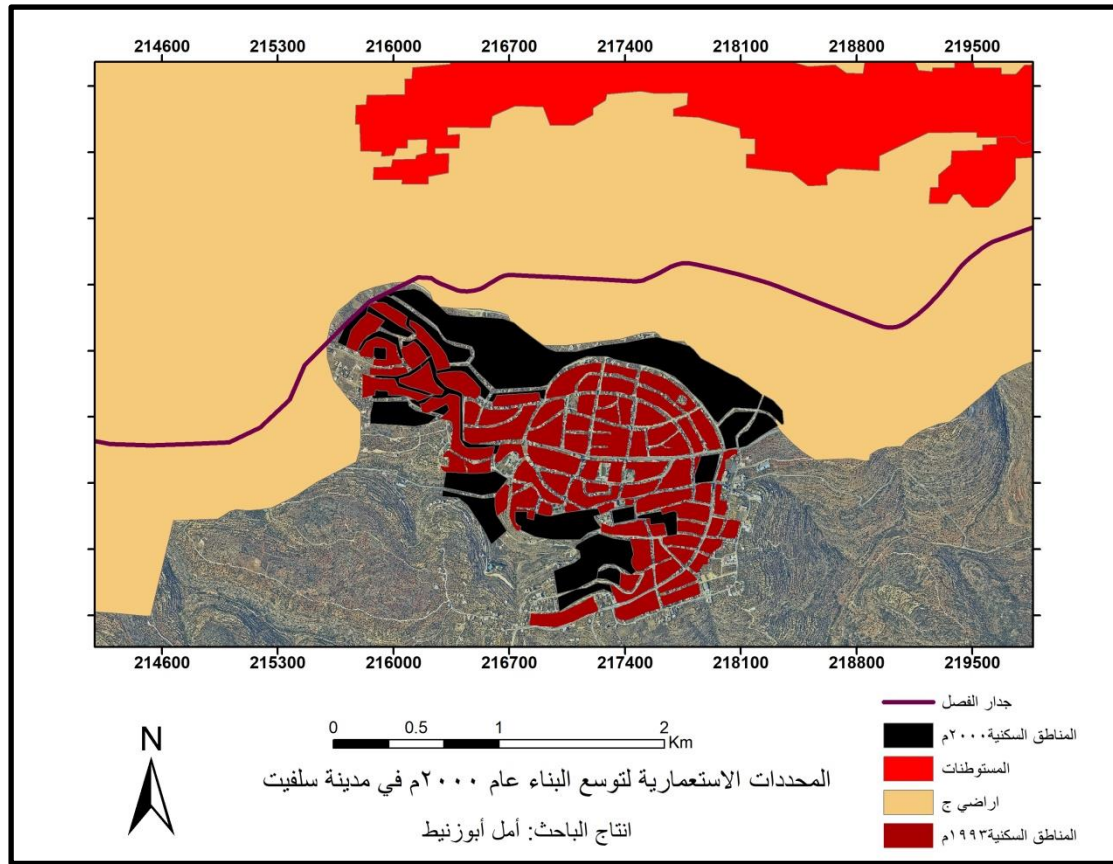 214600 215300 216000 216700 217400 218100 218800 219500
214600 215300 216000 216700 217400 218100 218800 219500
N
0 0.5 1 2
Km
المحددات الاستعمارية لتوسع البناء عام ٢٠٠٠م في مدينة سلفيت
انتاج الباحث: أمل أبوزنيط
جدار الفصل
المناطق السكنية٢٠٠٠م
المستوطنات
اراضي ج
المناطق السكنية١٩٩٣م